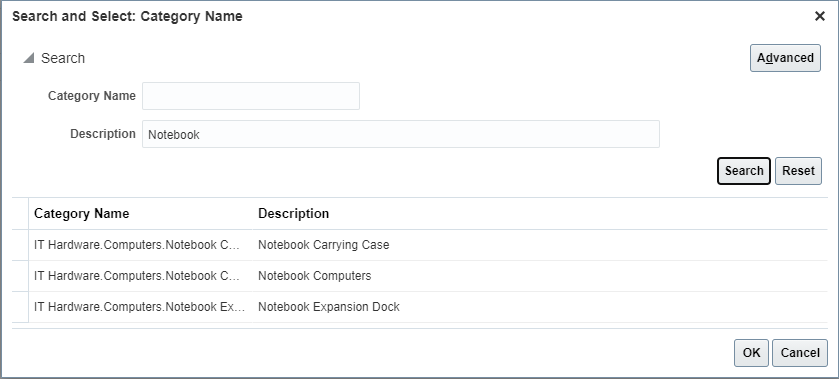 Search and Select: Category Name
Search
Advanced
Category Name
Description Notebook
Search Reset
Category Name Description
IT Hardware.Computers.Notebook C... Notebook Carrying Case
IT Hardware.Computers.Notebook C... Notebook Computers
IT Hardware.Computers.Notebook Ex... Notebook Expansion Dock
OK Cancel